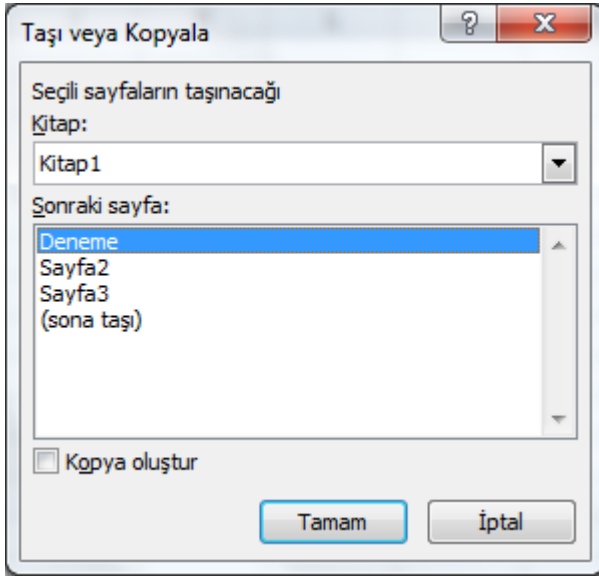 Taşı veya Kopyala
Seçili sayfaların taşınacağı
Kitap:
Kitap1
Sonraki sayfa:
Deneme
Sayfa2
Sayfa3
(sona taşı)
Kopya oluştur
Tamam
İptal